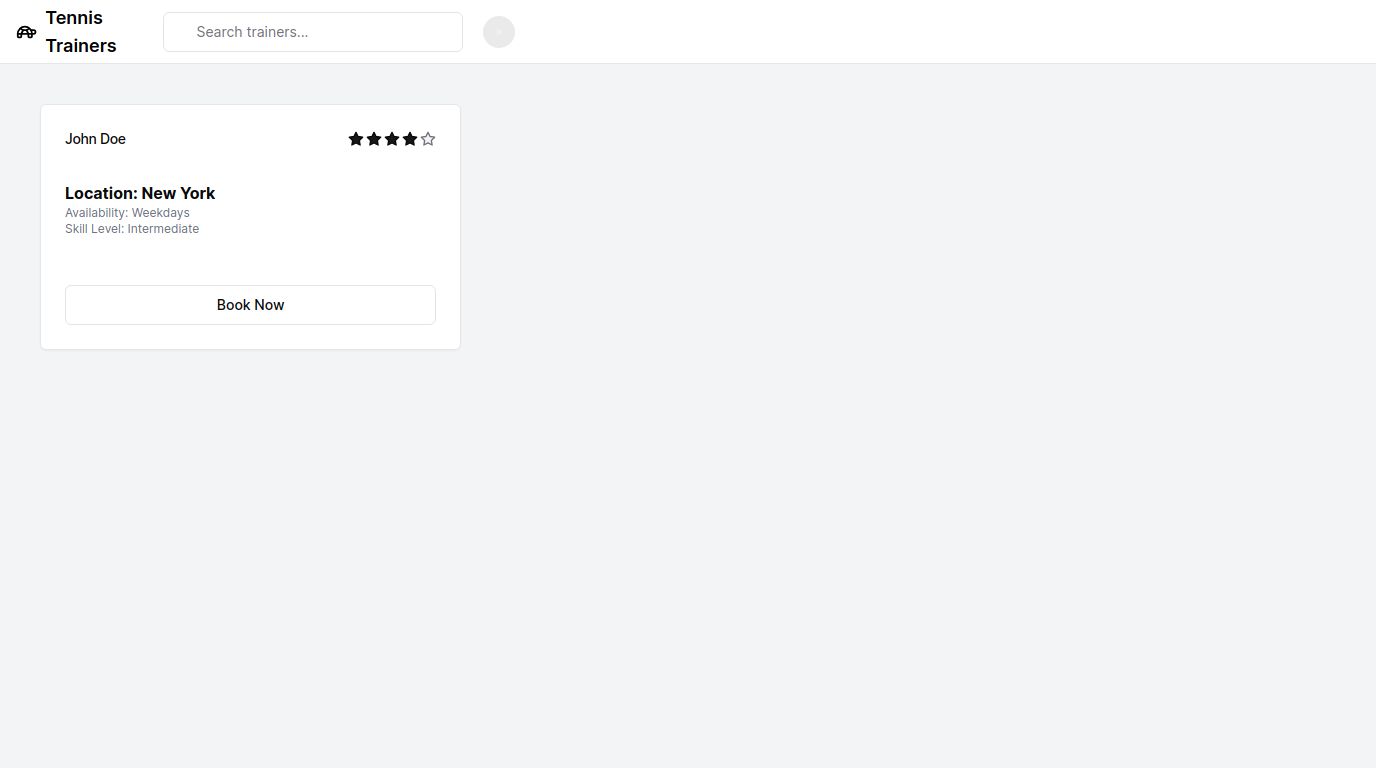 Tennis
Trainers
Search trainers...
John Doe
Location: New York
Availability: Weekdays
Skill Level: Intermediate
Book Now